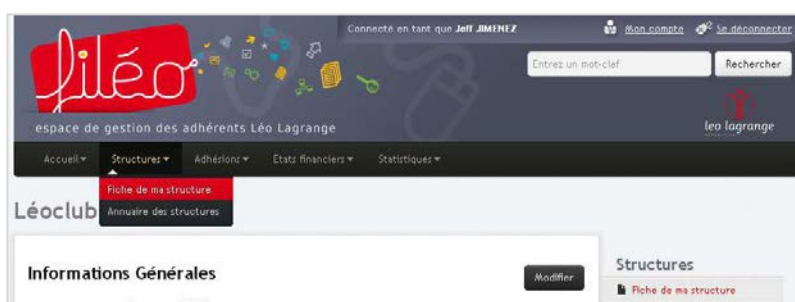 Connecté en tant que Jeff JIMENEZ Mon compte Se déconnecter
filéo
Entrez un mot-clef Rechercher
espace de gestion des adhérents Léo Lagrange
leo lagrange
Accueil Structures Adhésions Etats financiers Statistiques
Fiche de ma structure
Annuaire des structures
Léoclub
Informations Générales
Modifier
Structures
Fiche de ma structure